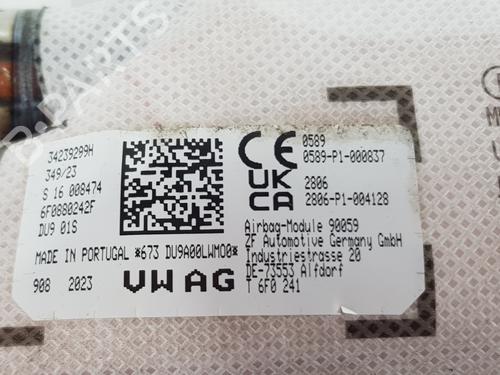 34239299H
349/23
S 16 008474
6F0880242F
DU9 01S
MADE IN PORTUGAL *673 DU9A00LWMO0*
908 2023
VW AG
CE
0589
0589-P1-000837
UK
CA
2806
2806-P1-004128
Airbag-Module 90059
ZF Automotive Germany GmbH
Industriestrasse 20
DE-73553 Alfdorf
T 6F0 241
B-PARTS